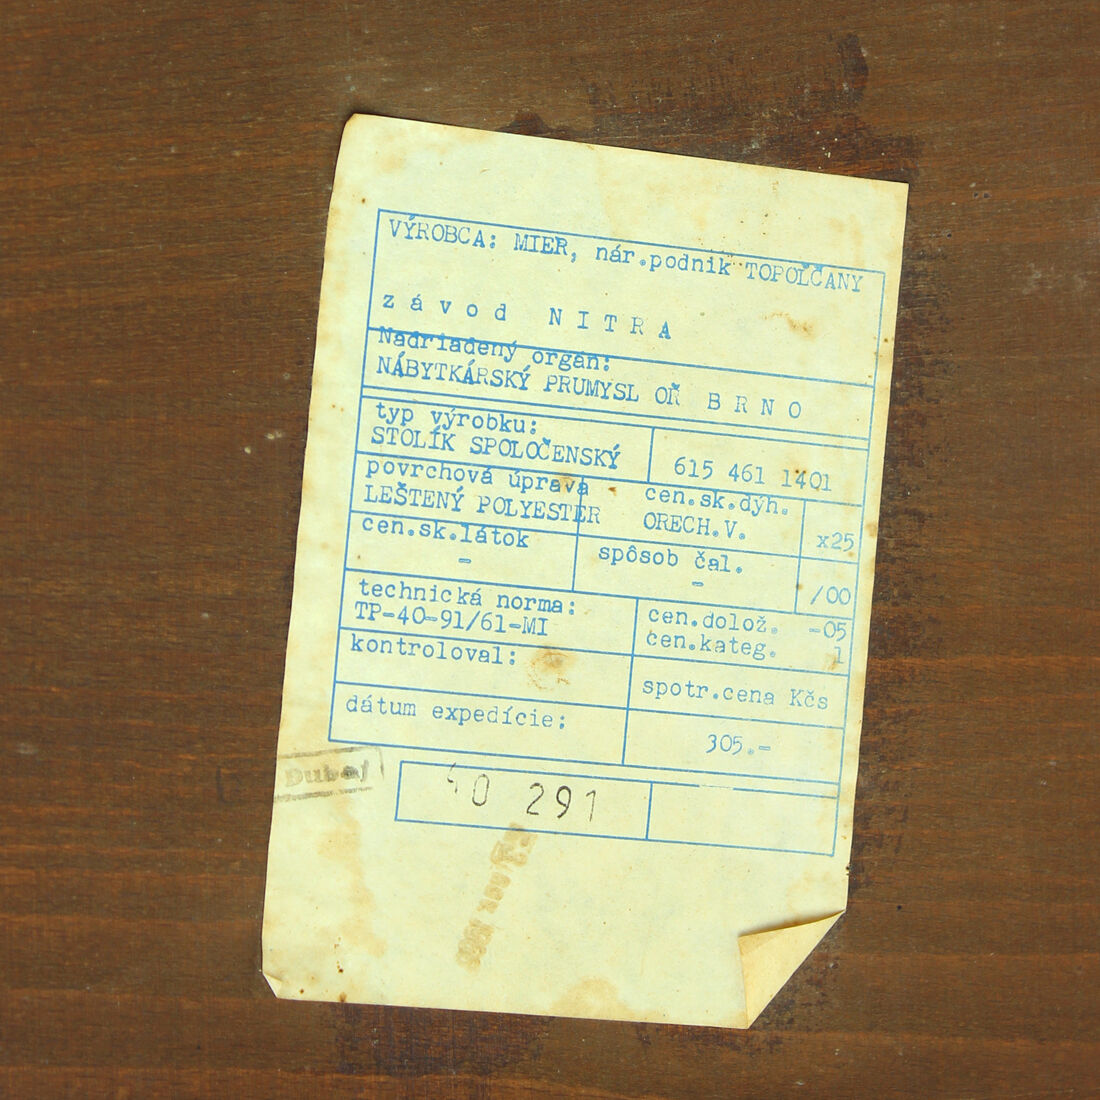 VÝROBCA: MIER, nár.podnik TOPOĽČANY
závod NITRA
Nadriadený orgán:
NÁBYTKÁRSKÝ PRUMYSL OŘ BRNO
typ výrobku:
STOLÍK SPOLOČENSKÝ
615 461 1401
povrchová úprava
LEŠTENÝ POLYESTER
cen.sk.dýh.
ORECH.V.
x25
cen.sk.látok
-
spôsob čal.
-
/00
technická norma:
TP-40-91/61-MI
cen.dolož. -05
cen.kateg. 1
kontroloval:
spotr.cena Kčs
dátum expedície:
305.-
Dubaj
40 291